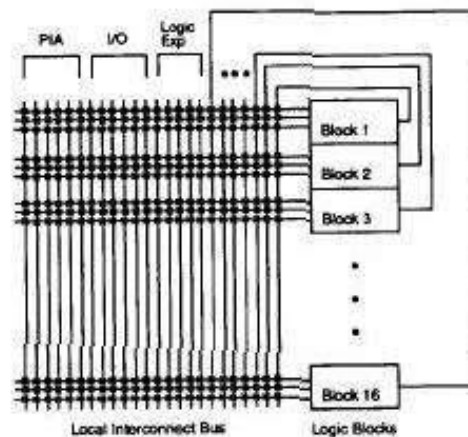 PIA I/O Logic Exp
Block 1
Block 2
Block 3
Block 16
Local Interconnect Bus Logic Blocks